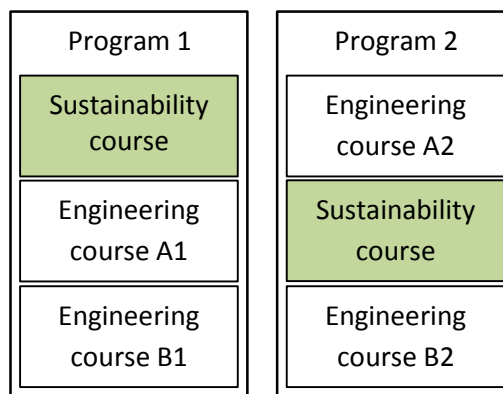 Program 1
Sustainability
course
Engineering
course A1
Engineering
course B1
Program 2
Engineering
course A2
Sustainability
course
Engineering
course B2